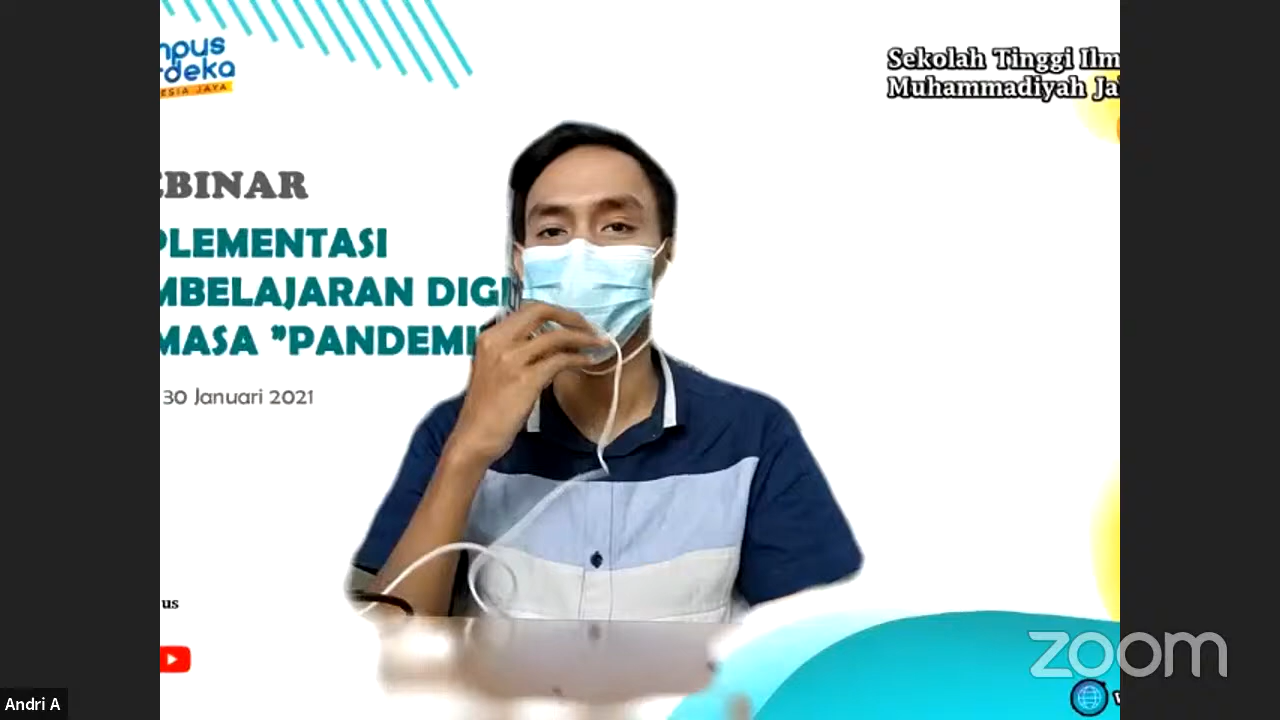 mpus
rdeka
ESIA JAYA
Sekolah Tinggi Ilm
Muhammadiyah Ja
EBINAR
PLEMENTASI
MBELAJARAN DIGI
MASA "PANDEMI
30 Januari 2021
us
zoom
Andri A